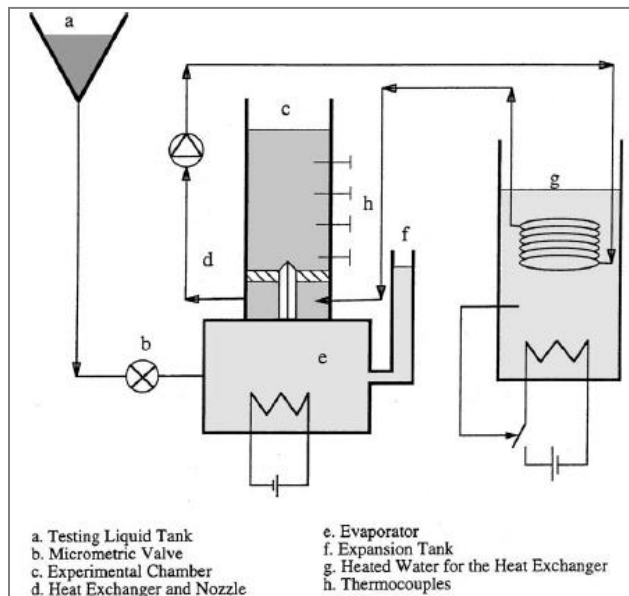 a
c
g
h
f
d
b
e
a. Testing Liquid Tank
b. Micrometric Valve
c. Experimental Chamber
d. Heat Exchanger and Nozzle
e. Evaporator
f. Expansion Tank
g. Heated Water for the Heat Exchanger
h. Thermocouples